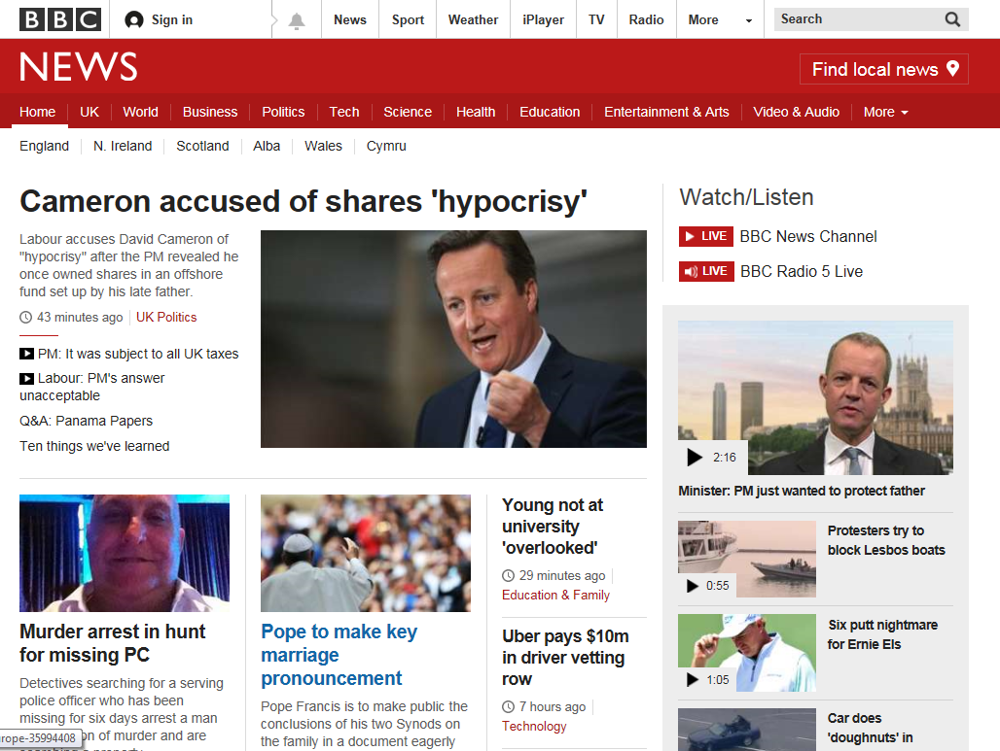 BBC
Sign in
News
Sport
Weather
iPlayer
TV
Radio
More
Search
NEWS
Find local news
Home
UK
World
Business
Politics
Tech
Science
Health
Education
Entertainment & Arts
Video & Audio
More
England
N. Ireland
Scotland
Alba
Wales
Cymru
Cameron accused of shares 'hypocrisy'
Labour accuses David Cameron of
"hypocrisy" after the PM revealed he
once owned shares in an offshore
fund set up by his late father.
43 minutes ago
UK Politics
PM: It was subject to all UK taxes
Labour: PM's answer
unacceptable
Q&A: Panama Papers
Ten things we've learned
Murder arrest in hunt
for missing PC
Detectives searching for a serving
police officer who has been
missing for six days arrest a man
on of murder and are
rope-35994408
Pope to make key
marriage
pronouncement
Pope Francis is to make public the
conclusions of his two Synods on
the family in a document eagerly
Young not at
university
'overlooked'
29 minutes ago
Education & Family
Uber pays $10m
in driver vetting
row
7 hours ago
Technology
Watch/Listen
LIVE BBC News Channel
LIVE BBC Radio 5 Live
2:16
Minister: PM just wanted to protect father
0:55
Protesters try to
block Lesbos boats
1:05
Six putt nightmare
for Ernie Els
Car does
'doughnuts' in